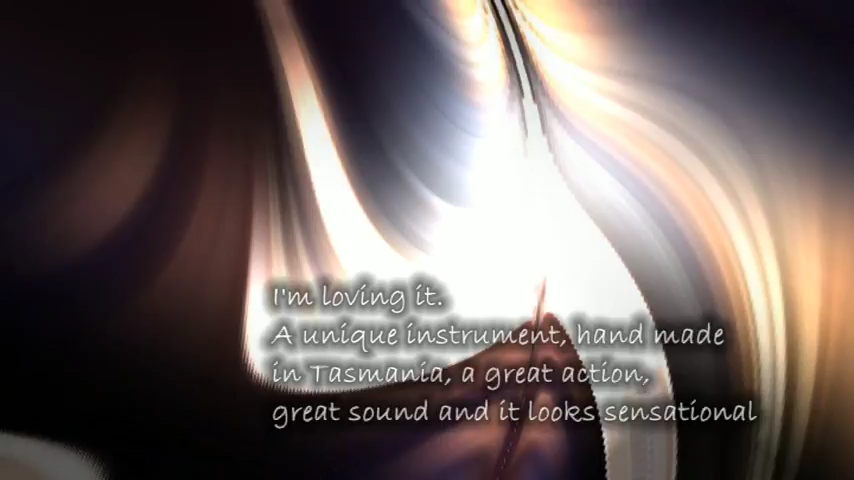 I'm loving it.
A unique instrument, hand made
in Tasmania, a great action,
great sound and it looks sensational